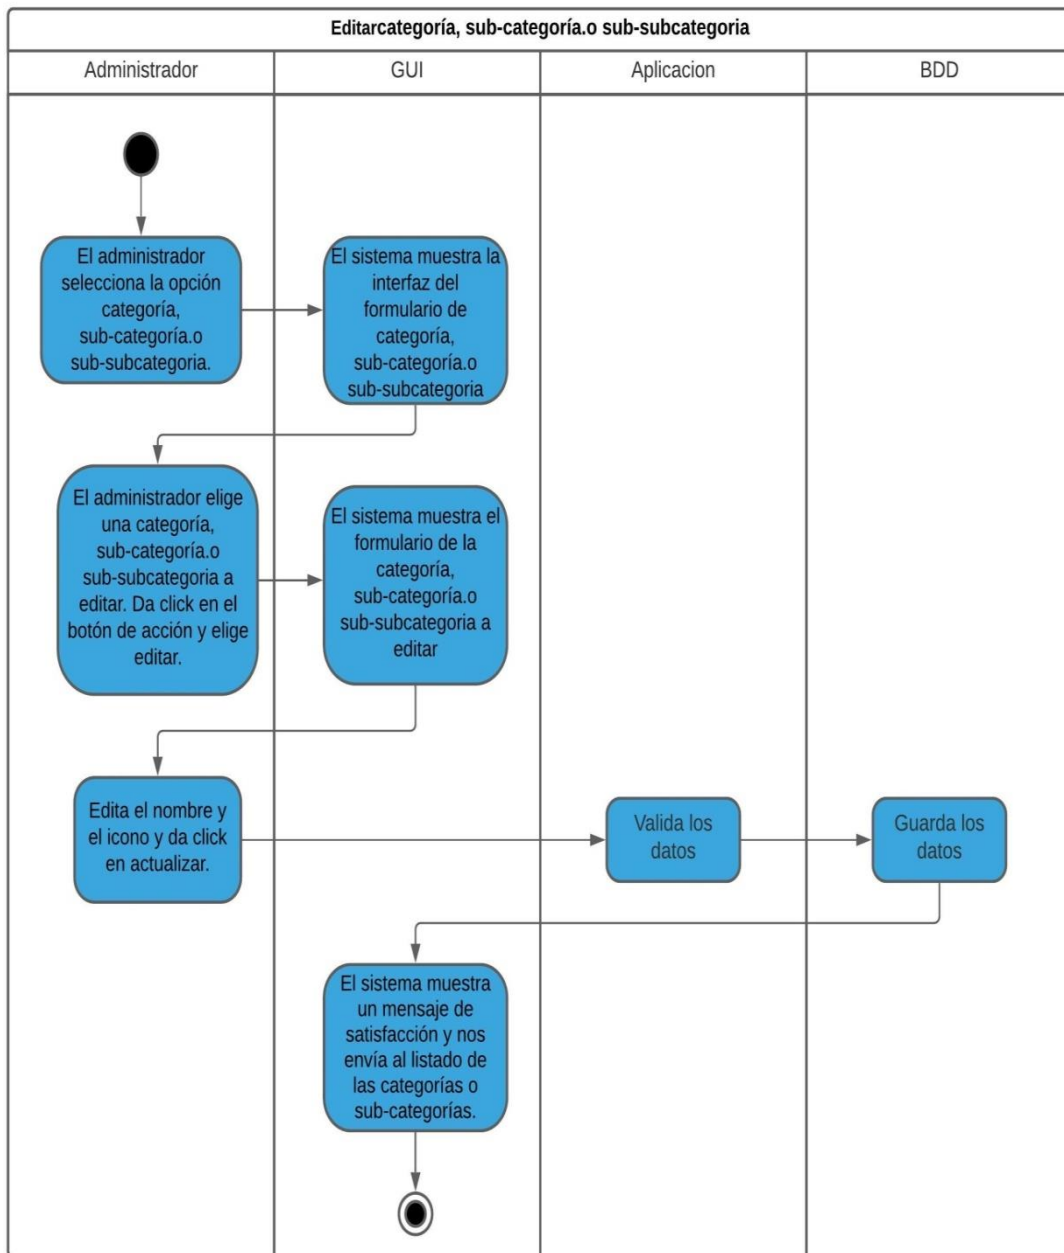 Editarcategoría, sub-categoría.o sub-subcategoria
Administrador
GUI
Aplicacion
BDD
El administrador
selecciona la opción
categoría,
sub-categoría.o
sub-subcategoria.
El sistema muestra la
interfaz del
formulario de
categoría,
sub-categoría.o
sub-subcategoria
El administrador elige
una categoría,
sub-categoría.o
sub-subcategoria a
editar. Da click en el
botón de acción y elige
editar.
El sistema muestra el
formulario de la
categoría,
sub-categoría.o
sub-subcategoria a
editar
Edita el nombre y
el icono y da click
en actualizar.
Valida los
datos
Guarda los
datos
El sistema muestra
un mensaje de
satisfacción y nos
envía al listado de
las categorías o
sub-categorías.